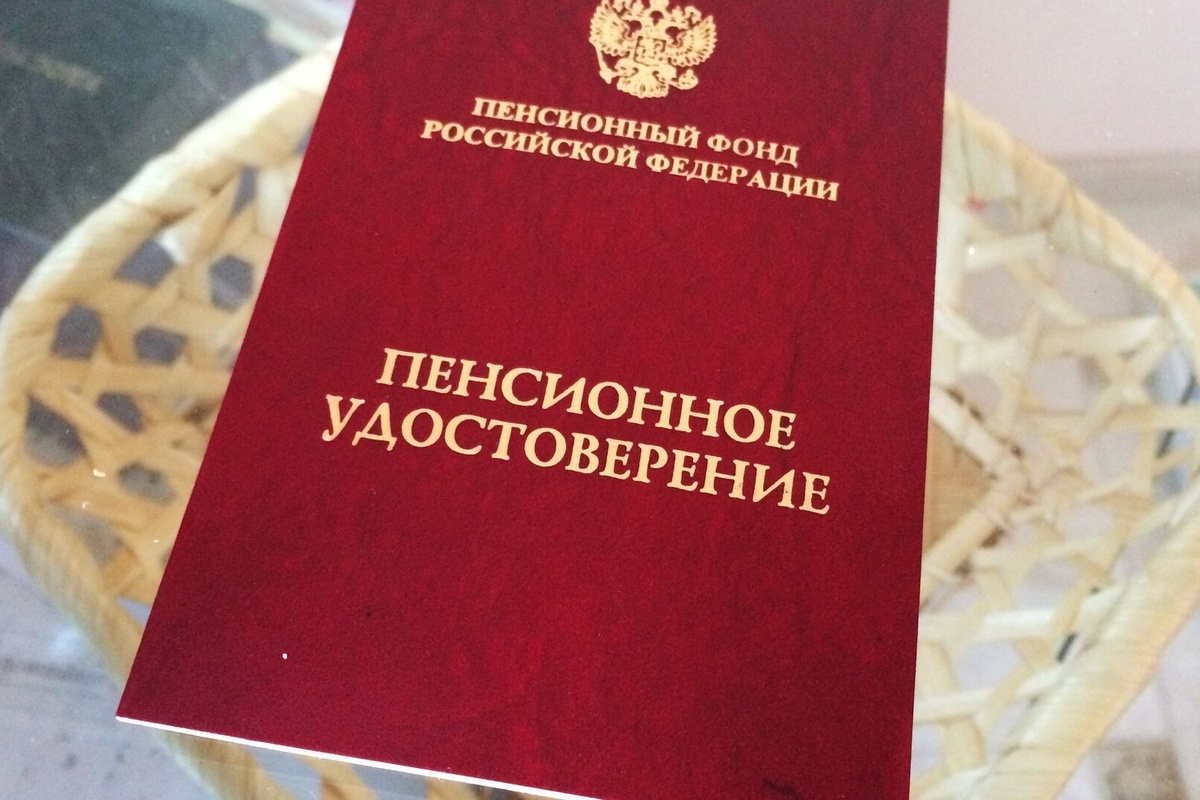 ПЕНСИОННЫЙ ФОНД
РОССИЙСКОЙ ФЕДЕРАЦИИ
ПЕНСИОННОЕ
УДОСТОВЕРЕНИЕ